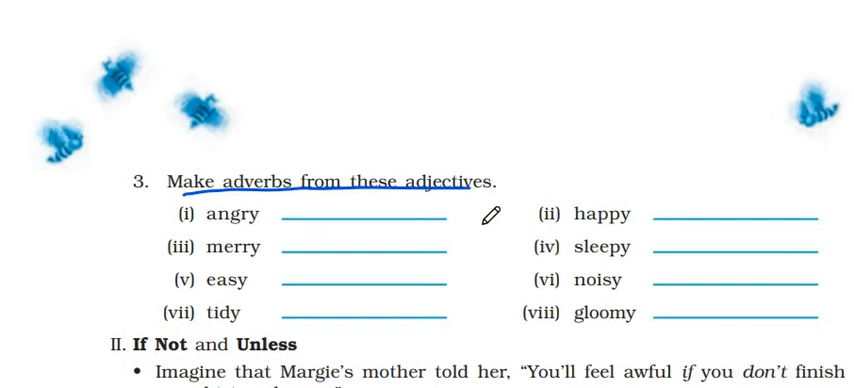 3. Make adverbs from these adjectives.
(i) angry (ii) happy
(iii) merry (iv) sleepy
(v) easy (vi) noisy
(vii) tidy (viii) gloomy
II. If Not and Unless
• Imagine that Margie's mother told her, “You'll feel awful if you don't finish